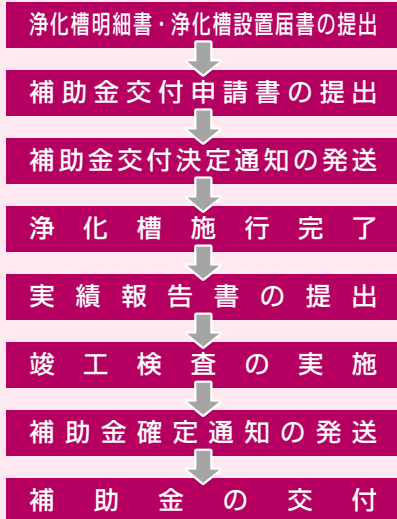 浄化槽明細書・浄化槽設置届書の提出
補助金交付申請書の提出
補助金交付決定通知の発送
浄化槽施行完了
実績報告書の提出
竣工検査の実施
補助金確定通知の発送
補助金の交付